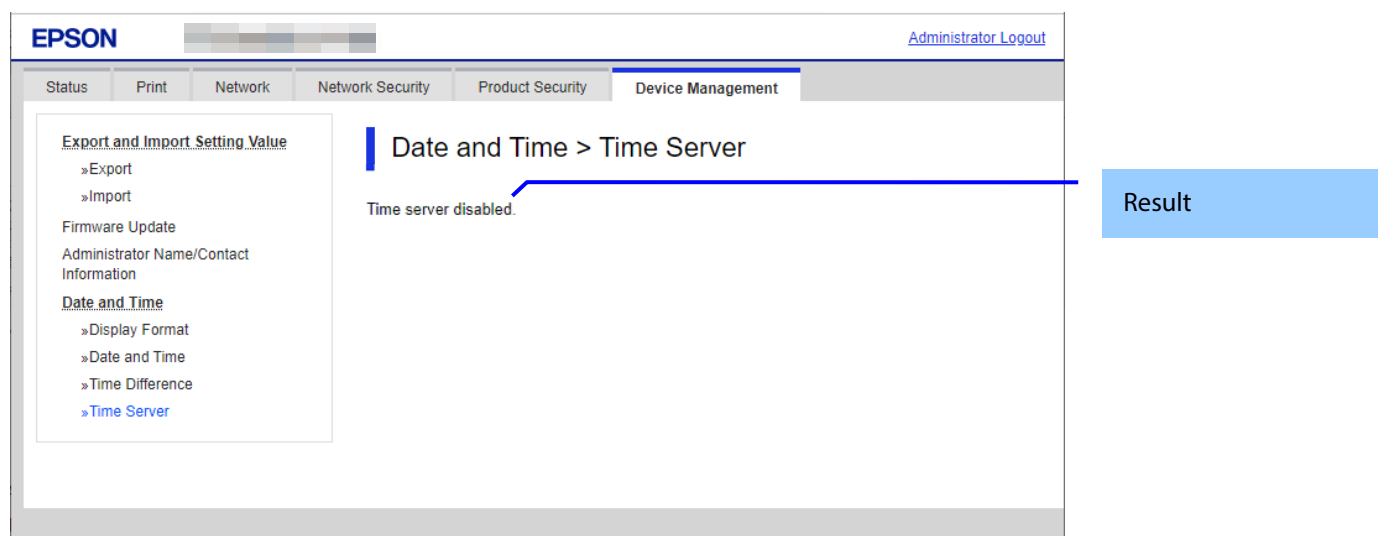 EPSON
Administrator Logout
Status Print Network Network Security Product Security Device Management
Export and Import Setting Value
»Export
»Import
Firmware Update
Administrator Name/Contact
Information
Date and Time
»Display Format
»Date and Time
»Time Difference
»Time Server
Date and Time > Time Server
Time server disabled.
Result